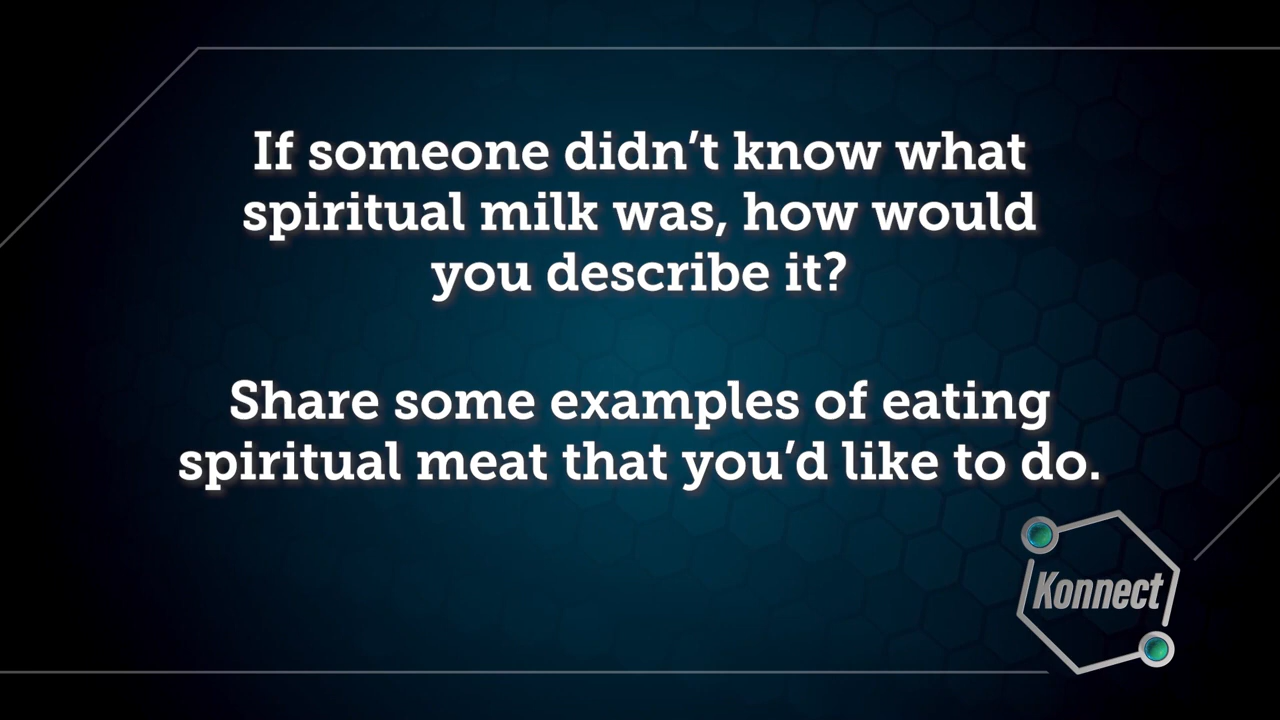 If someone didn’t know what
spiritual milk was, how would
you describe it?
Share some examples of eating
spiritual meat that you’d like to do.
Konnect